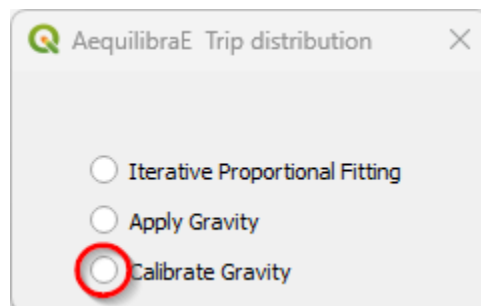 AequilibraE Trip distribution
Iterative Proportional Fitting
Apply Gravity
Calibrate Gravity